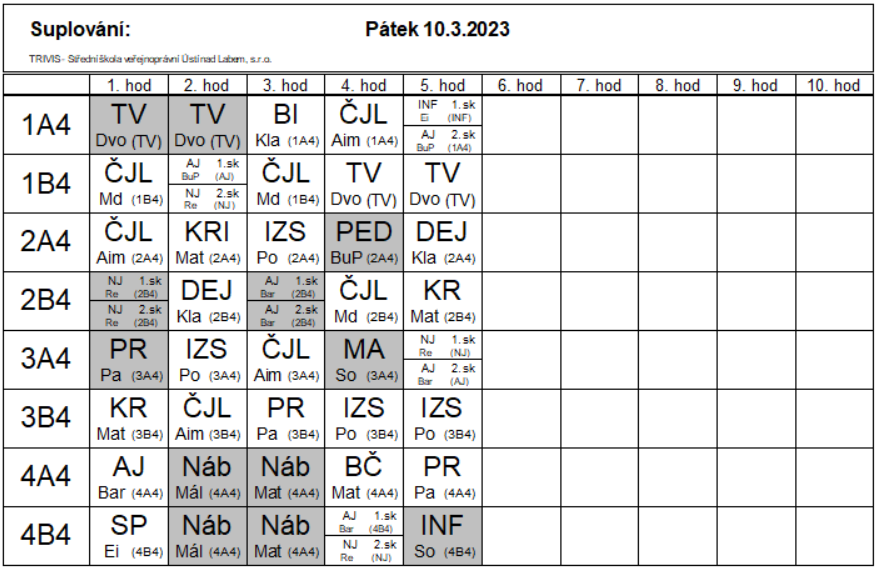 Suplování: Pátek 10.3.2023
TRIVIS - Střední škola veřejnoprávní Ústí nad Labem, s.r.o.
1. hod 2. hod 3. hod 4. hod 5. hod 6. hod 7. hod 8. hod 9. hod 10. hod
1A4
TV
Dvo (TV)
TV
Dvo (TV)
BI
Kla (1A4)
ČJL
Aim (1A4)
INF 1.sk
Ei (INF)
AJ 2.sk
BuP (1A4)
1B4
ČJL
Md (1B4)
AJ 1.sk
BuP (AJ)
NJ 2.sk
Re (NJ)
ČJL
Md (1B4)
TV
Dvo (TV)
TV
Dvo (TV)
2A4
ČJL
Aim (2A4)
KRI
Mat (2A4)
IZS
Po (2A4)
PED
BuP (2A4)
DEJ
Kla (2A4)
2B4
NJ 1.sk
Re (2B4)
NJ 2.sk
Re (2B4)
DEJ
Kla (2B4)
AJ 1.sk
Bar (2B4)
AJ 2.sk
Bar (2B4)
ČJL
Md (2B4)
KR
Mat (2B4)
3A4
PR
Pa (3A4)
IZS
Po (3A4)
ČJL
Aim (3A4)
MA
So (3A4)
NJ 1.sk
Re (NJ)
AJ 2.sk
Bar (AJ)
3B4
KR
Mat (3B4)
ČJL
Aim (3B4)
PR
Pa (3B4)
IZS
Po (3B4)
IZS
Po (3B4)
4A4
AJ
Bar (4A4)
Náb
Mál (4A4)
Náb
Mat (4A4)
BČ
Mat (4A4)
PR
Pa (4A4)
4B4
SP
Ei (4B4)
Náb
Mál (4A4)
Náb
Mat (4A4)
AJ 1.sk
Bar (4B4)
NJ 2.sk
Re (NJ)
INF
So (4B4)